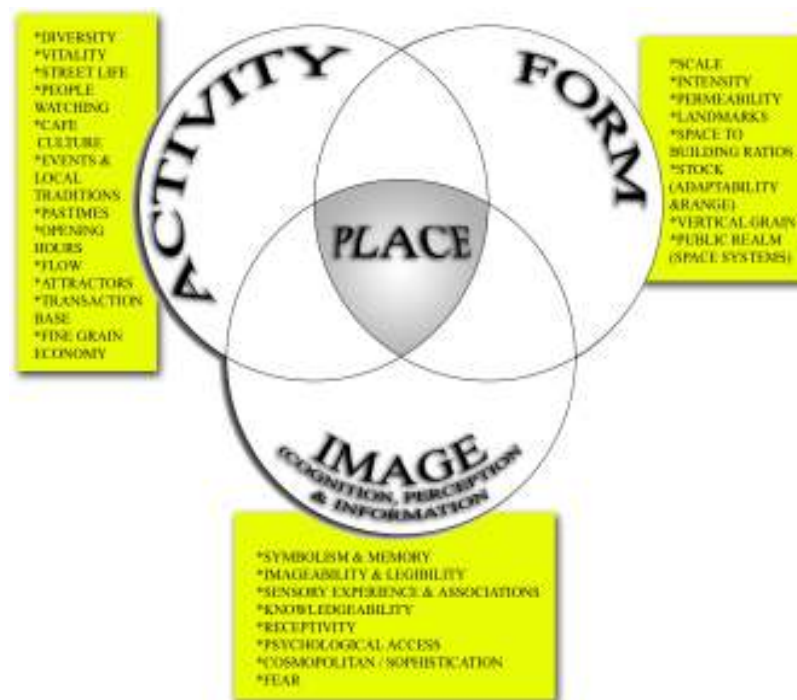 *DIVERSITY
*VITALITY
*STREET LIFE
*PEOPLE
WATCHING
*CAFE
CULTURE
*EVENTS &
LOCAL
TRADITIONS
*PASTIMES
*OPENING
HOURS
*FLOW
*ATTRACTORS
*TRANSACTION
BASE
*FINE GRAIN
ECONOMY
ACTIVITY
FORM
*SCALE
*INTENSITY
*PERMEABILITY
*LANDMARKS
*SPACE TO
BUILDING RATIOS
*STOCK
(ADAPTABILITY
&RANGE)
*VERTICAL GRAIN
*PUBLIC REALM
(SPACE SYSTEMS)
PLACE
IMAGE
(COGNITION, PERCEPTION
& INFORMATION
*SYMBOLISM & MEMORY
*IMAGEABILITY & LEGIBILITY
*SENSORY EXPERIENCE & ASSOCIATIONS
*KNOWLEDGEABILITY
*RECEPTIVITY
*PSYCHOLOGICAL ACCESS
*COSMOPOLITAN / SOPHISTICATION
*FEAR